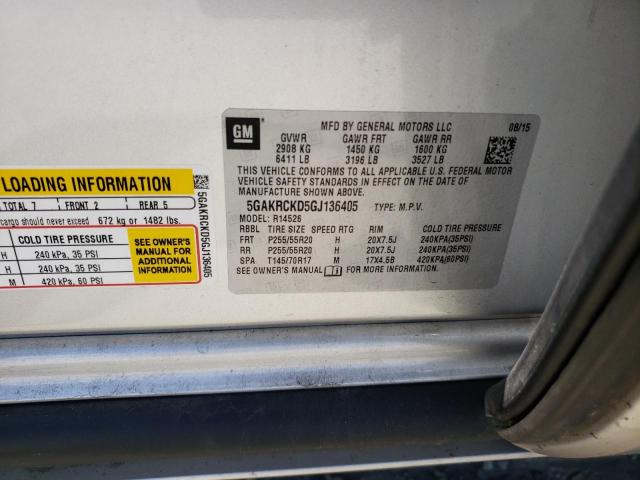 LOADING INFORMATION
TOTAL 7 FRONT 2 REAR 5
cargo should never exceed 672 kg or 1482 lbs.
COLD TIRE PRESSURE
H 240 kPa, 35 PSI
H 240 kPa, 35 PSI
M 420 kPa, 60 PSI
SEE OWNER'S
MANUAL FOR
ADDITIONAL
INFORMATION
5GAKRCKD5GJ136405
GM
MFD BY GENERAL MOTORS LLC 08/15
GVWR GAWR FRT GAWR RR
2908 KG 1450 KG 1600 KG
6411 LB 3196 LB 3527 LB
THIS VEHICLE CONFORMS TO ALL APPLICABLE U.S. FEDERAL MOTOR
VEHICLE SAFETY STANDARDS IN EFFECT ON THE DATE OF
MANUFACTURE SHOWN ABOVE.
5GAKRCKD5GJ136405 TYPE: M.P.V.
MODEL: R14526
RBBL TIRE SIZE SPEED RTG RIM COLD TIRE PRESSURE
FRT P255/55R20 H 20X7.5J 240KPA(35PSI)
RR P255/55R20 H 20X7.5J 240KPA(35PSI)
SPA T145/70R17 M 17X4.5B 420KPA(60PSI)
SEE OWNER'S MANUAL FOR MORE INFORMATION.